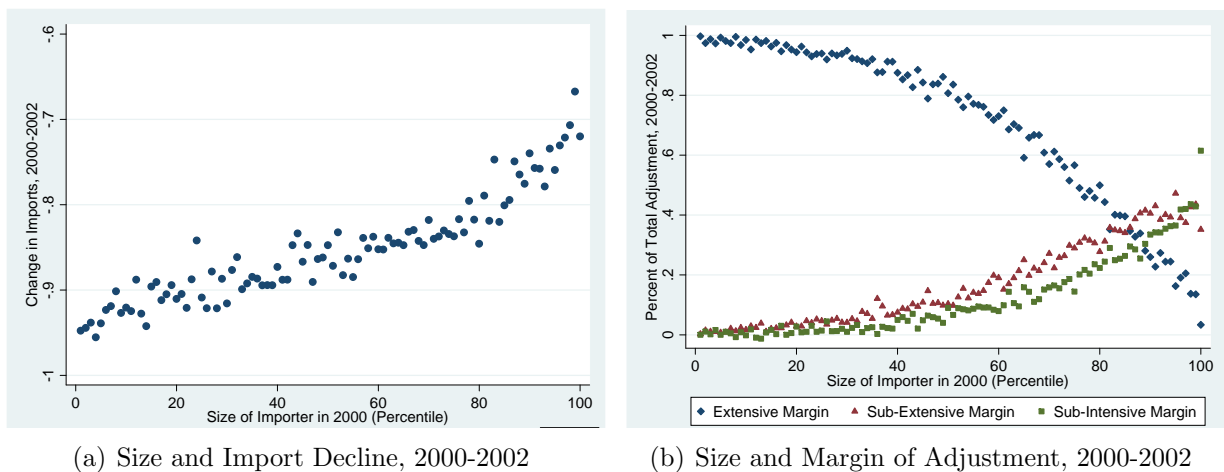 -.6
-.7
-.8
-.9
-1
Change in Imports, 2000-2002
0 20 40 60 80 100
Size of Importer in 2000 (Percentile)
(a) Size and Import Decline, 2000-2002
1
.8
.6
.4
.2
0
Percent of Total Adjustment, 2000-2002
0 20 40 60 80 100
Size of Importer in 2000 (Percentile)
Extensive Margin Sub-Extensive Margin Sub-Intensive Margin
(b) Size and Margin of Adjustment, 2000-2002